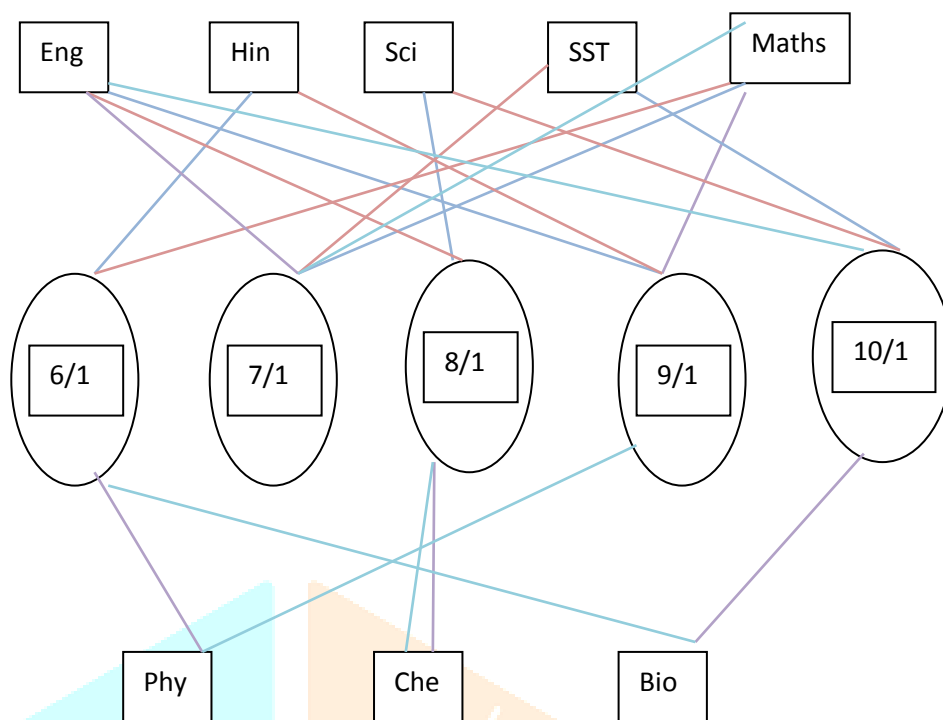 Eng
Hin
Sci
SST
Maths
6/1
7/1
8/1
9/1
10/1
Phy
Che
Bio